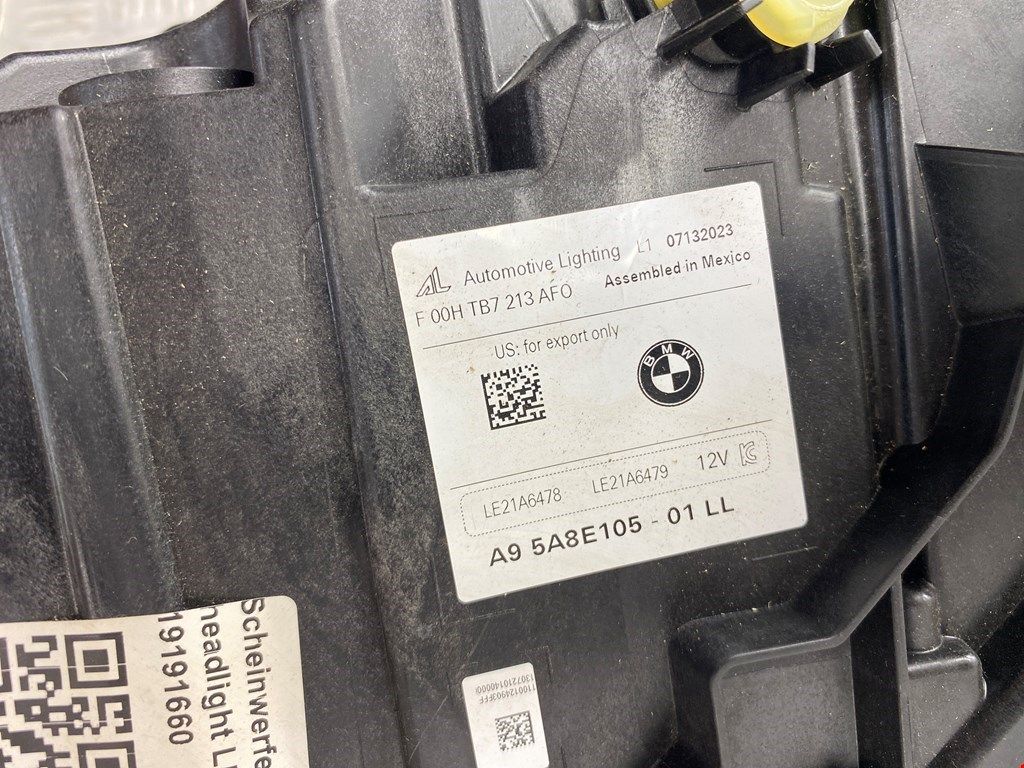 Automotive Lighting L1 07132023
F 00H TB7 213 AFO Assembled in Mexico
US: for export only
BMW
LE21A6478 LE21A6479 12V
A9 5A8E105 - 01 LL
Scheinwerfe
headlight L
19191660